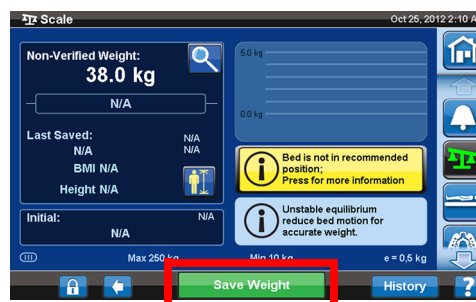 Scale
Oct 25, 2012 2:10 A
Non-Verified Weight:
38.0 kg
N/A
Last Saved:
N/A
N/A
N/A
BMI N/A
Height N/A
Initial:
N/A
N/A
5.0 kg
0.0 kg
Bed is not in recommended
position;
Press for more information
Unstable equilibrium
reduce bed motion for
accurate weight.
Max 250 kg
Min 10 kg
e = 0,5 kg
Save Weight
History
?